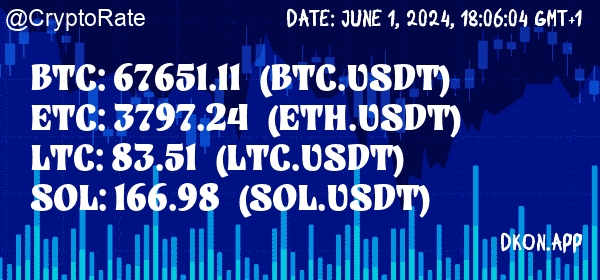 @CryptoRate
DATE: JUNE 1, 2024, 18:06:04 GMT+1
BTC: 67651.11 (BTC.USDT)
ETC: 3797.24 (ETH.USDT)
LTC: 83.51 (LTC.USDT)
SOL: 166.98 (SOL.USDT)
DKON.APP